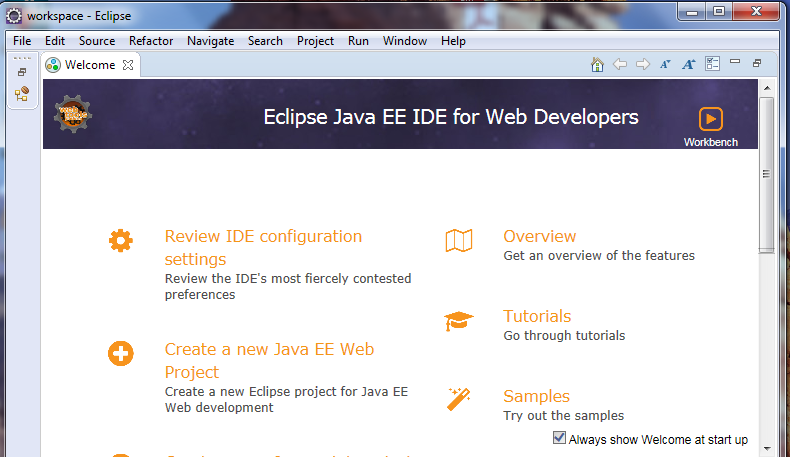 workspace - Eclipse
File Edit Source Refactor Navigate Search Project Run Window Help
Welcome
Eclipse Java EE IDE for Web Developers
Workbench
Review IDE configuration
settings
Review the IDE's most fiercely contested
preferences
Create a new Java EE Web
Project
Create a new Eclipse project for Java EE
Web development
Overview
Get an overview of the features
Tutorials
Go through tutorials
Samples
Try out the samples
Always show Welcome at start up